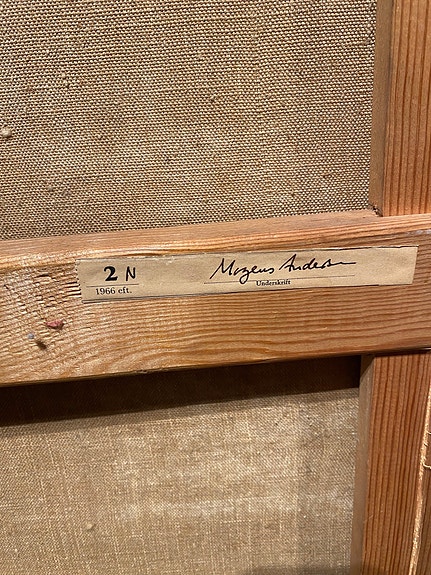 2 N Mogens Andersen
1966 eft. Underskrift